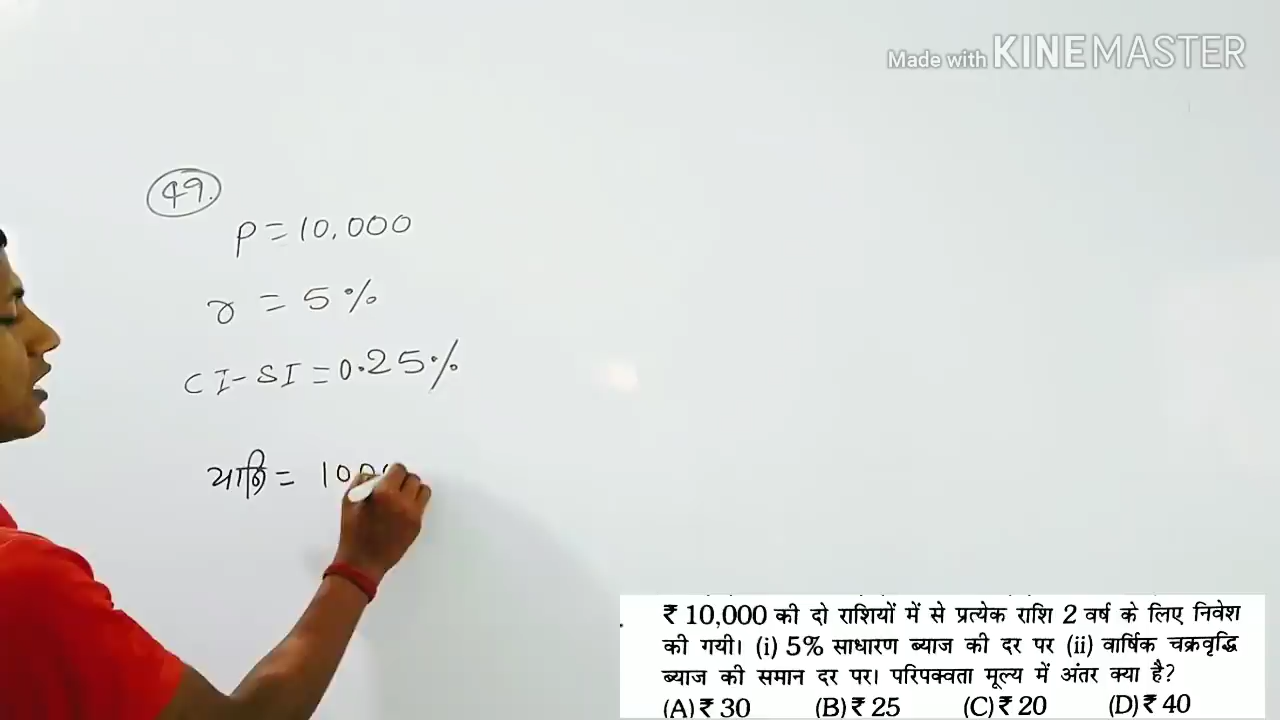 Made with KINEMASTER
49.
P = 10,000
r = 5%
CI - SI = 0.25%
यानि = 100
₹ 10,000 की दो राशियों में से प्रत्येक राशि 2 वर्ष के लिए निवेश
की गयी। (i) 5% साधारण ब्याज की दर पर (ii) वार्षिक चक्रवृद्धि
ब्याज की समान दर पर। परिपक्वता मूल्य में अंतर क्या है?
(A) ₹ 30 (B) ₹ 25 (C) ₹ 20 (D) ₹ 40